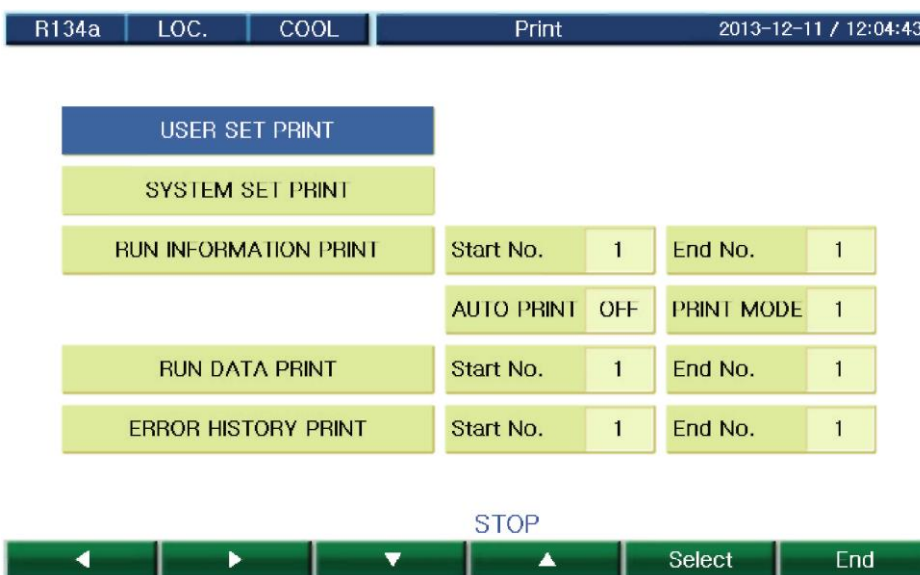 R134a LOC. COOL Print 2013-12-11 / 12:04:43
USER SET PRINT
SYSTEM SET PRINT
RUN INFORMATION PRINT Start No. 1 End No. 1
AUTO PRINT OFF PRINT MODE 1
RUN DATA PRINT Start No. 1 End No. 1
ERROR HISTORY PRINT Start No. 1 End No. 1
STOP
Select End